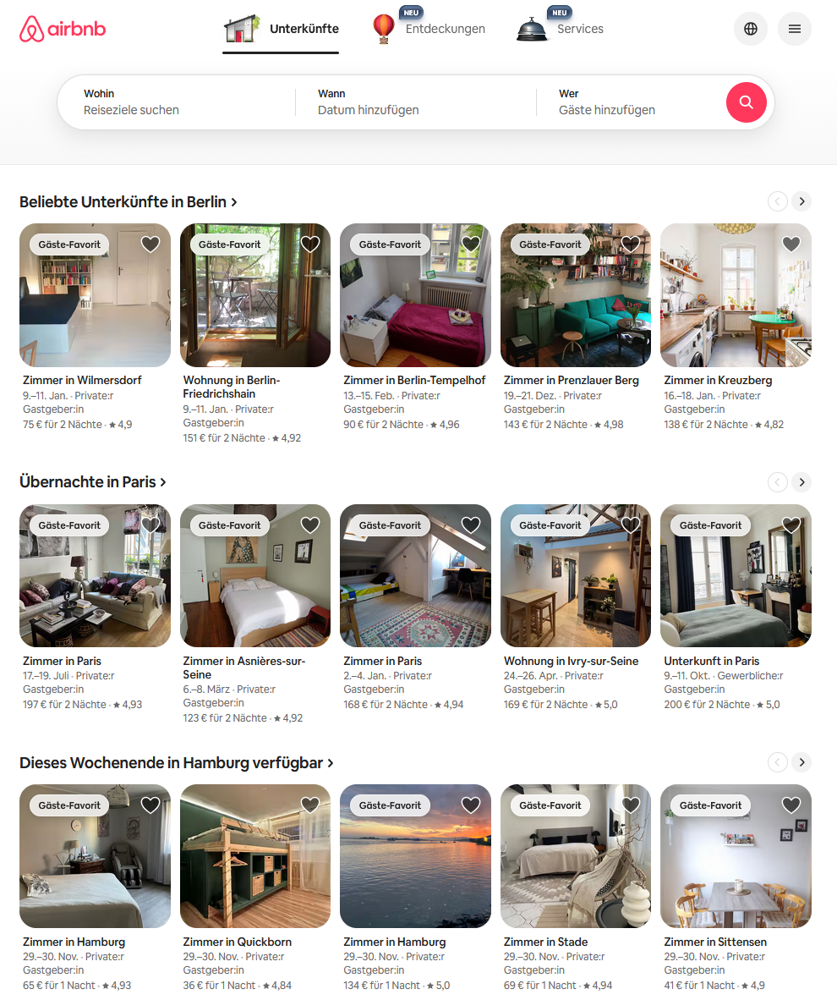 airbnb
Unterkünfte
NEU
Entdeckungen
NEU
Services
Wohin
Reiseziele suchen
Wann
Datum hinzufügen
Wer
Gäste hinzufügen
Beliebte Unterkünfte in Berlin
Gäste-Favorit
Zimmer in Wilmersdorf
9.–11. Jan. · Private:r
Gastgeber:in
75 € für 2 Nächte · ★ 4,9
Gäste-Favorit
Wohnung in Berlin-
Friedrichshain
9.–11. Jan. · Private:r
Gastgeber:in
151 € für 2 Nächte · ★ 4,92
Gäste-Favorit
Zimmer in Berlin-Tempelhof
13.–15. Feb. · Private:r
Gastgeber:in
90 € für 2 Nächte · ★ 4,96
Gäste-Favorit
Zimmer in Prenzlauer Berg
19.–21. Dez. · Private:r
Gastgeber:in
143 € für 2 Nächte · ★ 4,98
Zimmer in Kreuzberg
16.–18. Jan. · Private:r
Gastgeber:in
138 € für 2 Nächte · ★ 4,82
Übernachte in Paris
Gäste-Favorit
Zimmer in Paris
17.–19. Juli · Private:r
Gastgeber:in
197 € für 2 Nächte · ★ 4,93
Gäste-Favorit
Zimmer in Asnières-sur-
Seine
6.–8. März · Private:r
Gastgeber:in
123 € für 2 Nächte · ★ 4,92
Gäste-Favorit
Zimmer in Paris
2.–4. Jan. · Private:r
Gastgeber:in
168 € für 2 Nächte · ★ 4,94
Gäste-Favorit
Wohnung in Ivry-sur-Seine
24.–26. Apr. · Private:r
Gastgeber:in
169 € für 2 Nächte · ★ 5,0
Gäste-Favorit
Unterkunft in Paris
9.–11. Okt. · Gewerbliche:r
Gastgeber:in
200 € für 2 Nächte · ★ 5,0
Dieses Wochenende in Hamburg verfügbar
Gäste-Favorit
Zimmer in Hamburg
29.–30. Nov. · Private:r
Gastgeber:in
65 € für 1 Nacht · ★ 4,93
Zimmer in Quickborn
29.–30. Nov. · Private:r
Gastgeber:in
36 € für 1 Nacht · ★ 4,84
Gäste-Favorit
Zimmer in Hamburg
29.–30. Nov. · Private:r
Gastgeber:in
134 € für 1 Nacht · ★ 5,0
Gäste-Favorit
Zimmer in Stade
29.–30. Nov. · Private:r
Gastgeber:in
69 € für 1 Nacht · ★ 4,94
Gäste-Favorit
Zimmer in Sittensen
29.–30. Nov. · Private:r
Gastgeber:in
41 € für 1 Nacht · ★ 4,9